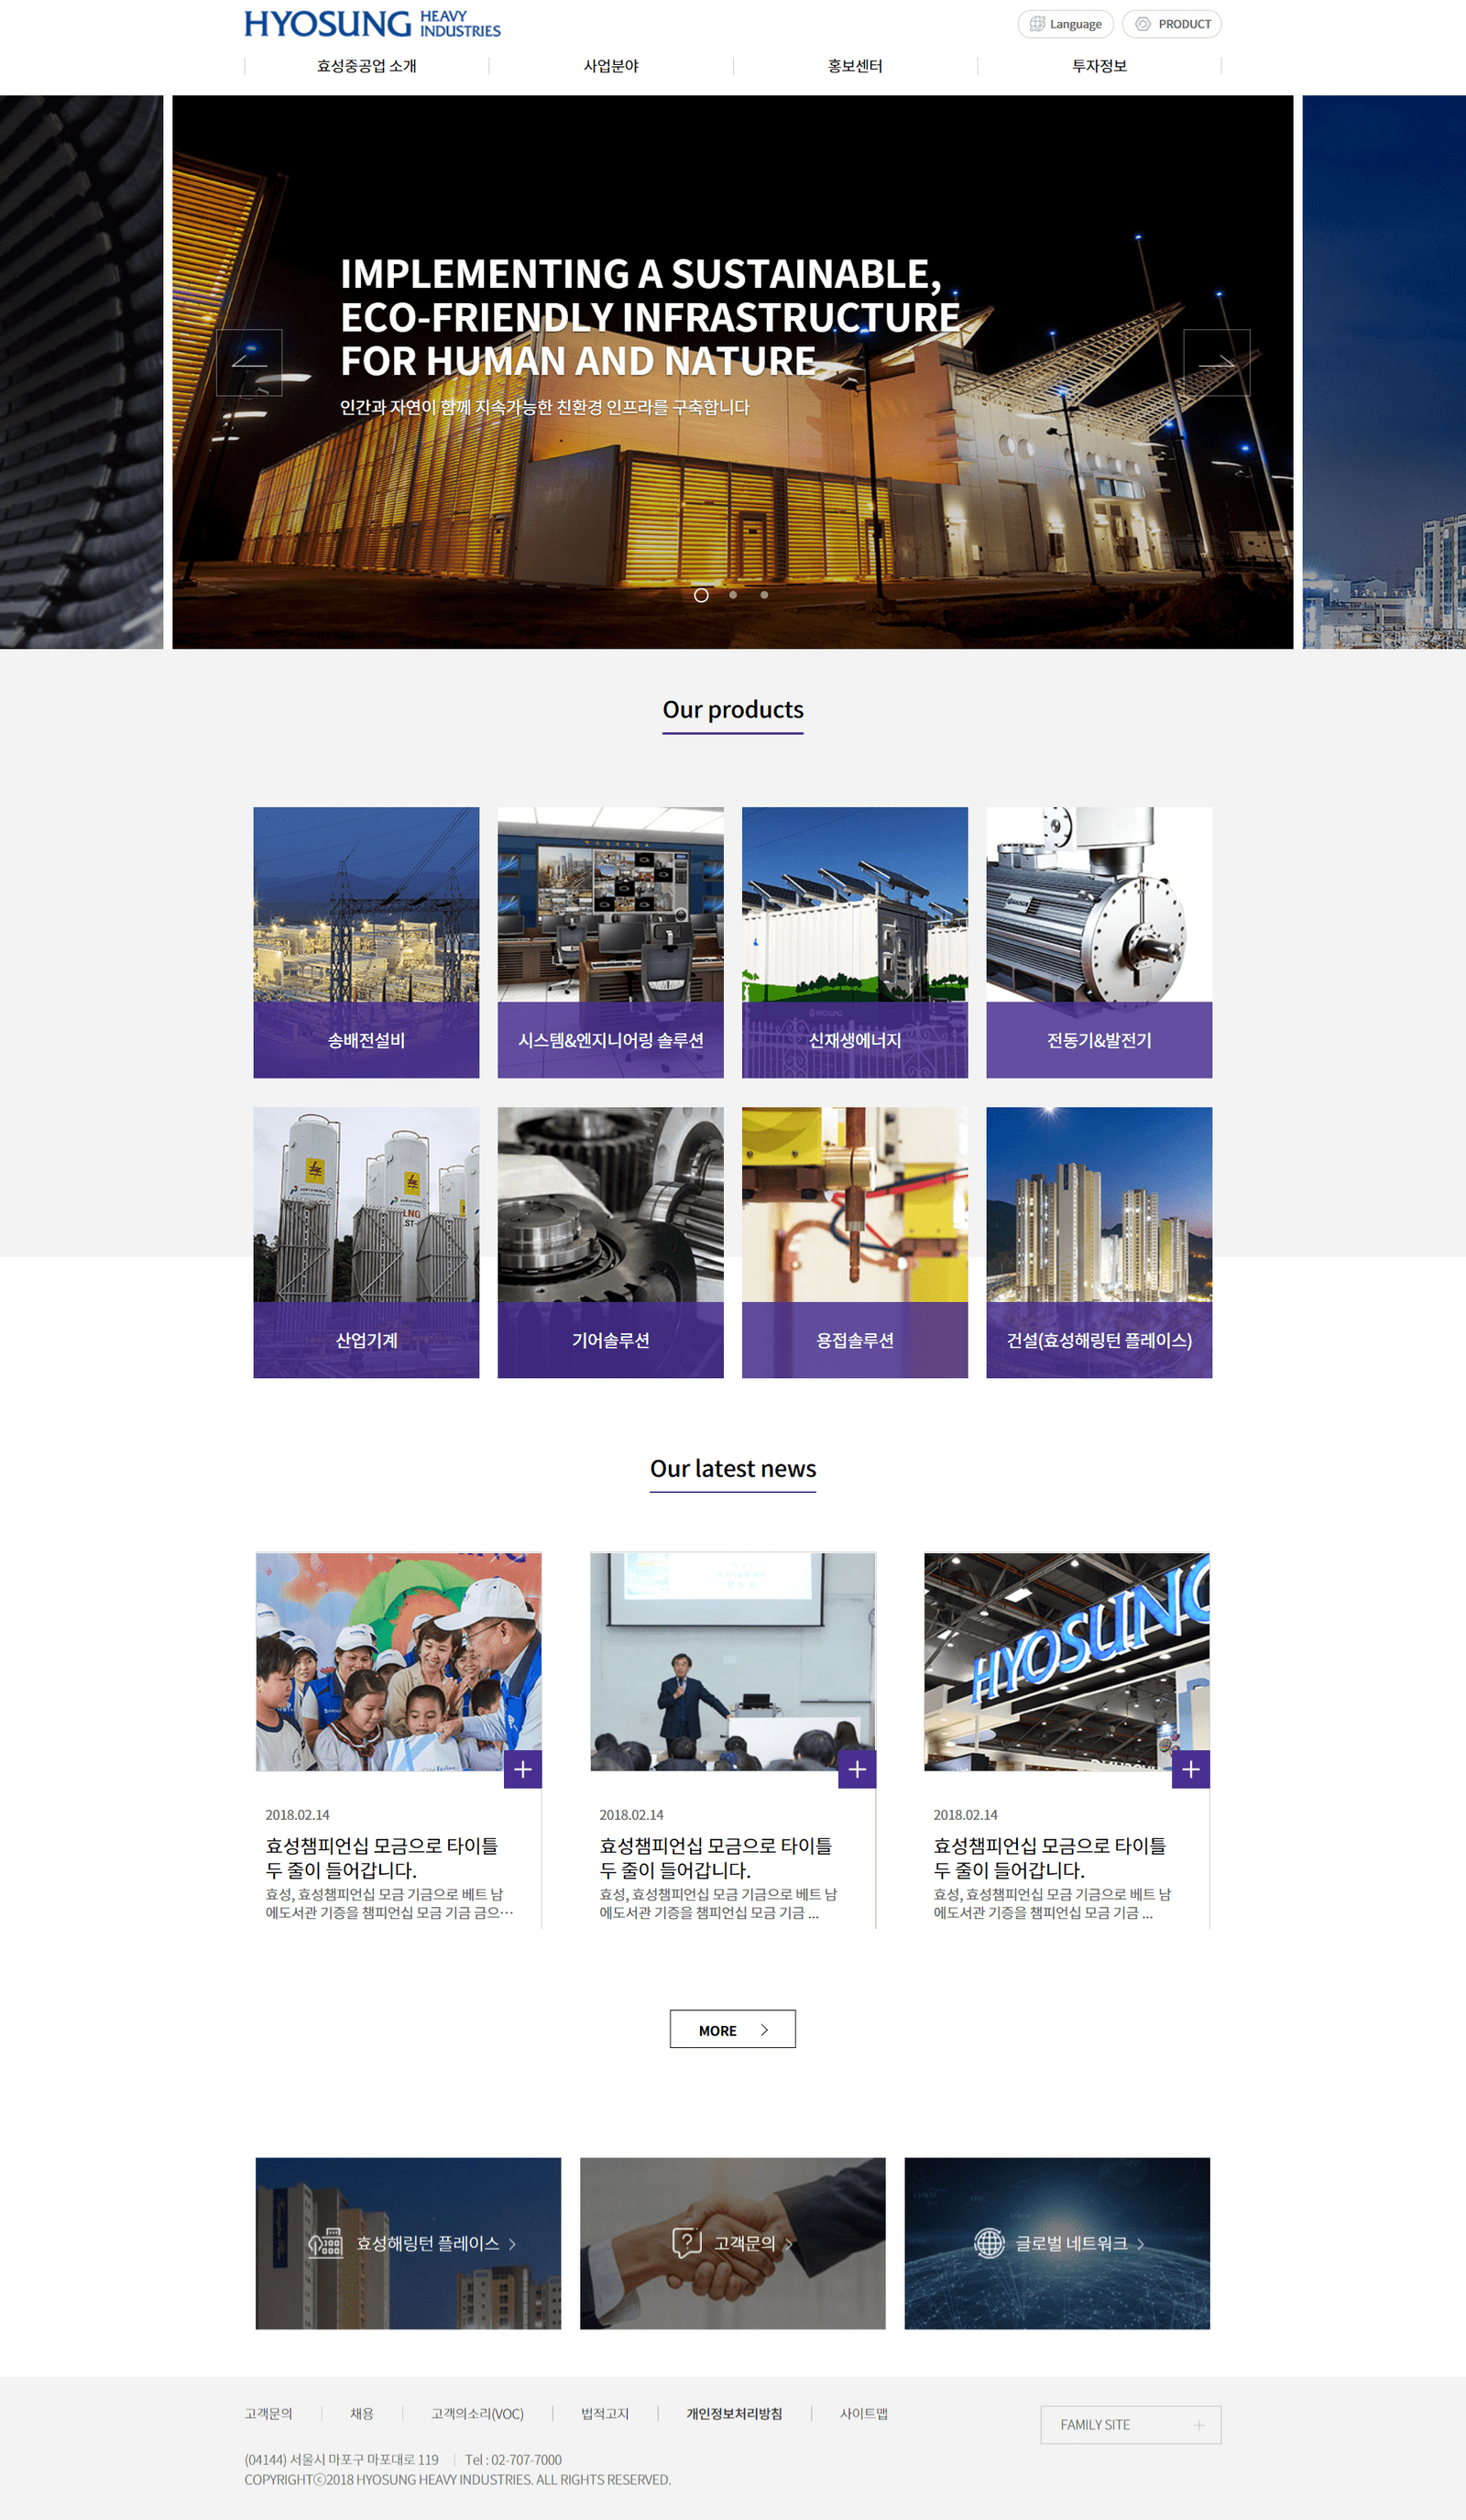 HYOSUNG HEAVY INDUSTRIES
Language
PRODUCT
효성중공업 소개
사업분야
홍보센터
투자정보
IMPLEMENTING A SUSTAINABLE,
ECO-FRIENDLY INFRASTRUCTURE
FOR HUMAN AND NATURE
인간과 자연이 함께 지속가능한 친환경 인프라를 구축합니다
Our products
송배전설비
시스템&엔지니어링 솔루션
신재생에너지
전동기&발전기
LNG
산업기계
기어솔루션
용접솔루션
건설(효성해링턴 플레이스)
Our latest news
HYOSUNG
2018.02.14
효성챔피언십 모금으로 타이틀
두 줄이 들어갑니다.
효성, 효성챔피언십 모금 기금으로 베트 남
에도서관 기증을 챔피언십 모금 기금 금으…
2018.02.14
효성챔피언십 모금으로 타이틀
두 줄이 들어갑니다.
효성, 효성챔피언십 모금 기금으로 베트 남
에도서관 기증을 챔피언십 모금 기금 ...
2018.02.14
효성챔피언십 모금으로 타이틀
두 줄이 들어갑니다.
효성, 효성챔피언십 모금 기금으로 베트 남
에도서관 기증을 챔피언십 모금 기금 ...
MORE
효성해링턴 플레이스
고객문의
글로벌 네트워크
고객문의
채용
고객의소리(VOC)
법적고지
개인정보처리방침
사이트맵
FAMILY SITE
(04144) 서울시 마포구 마포대로 119 | Tel : 02-707-7000
COPYRIGHTⓒ2018 HYOSUNG HEAVY INDUSTRIES. ALL RIGHTS RESERVED.